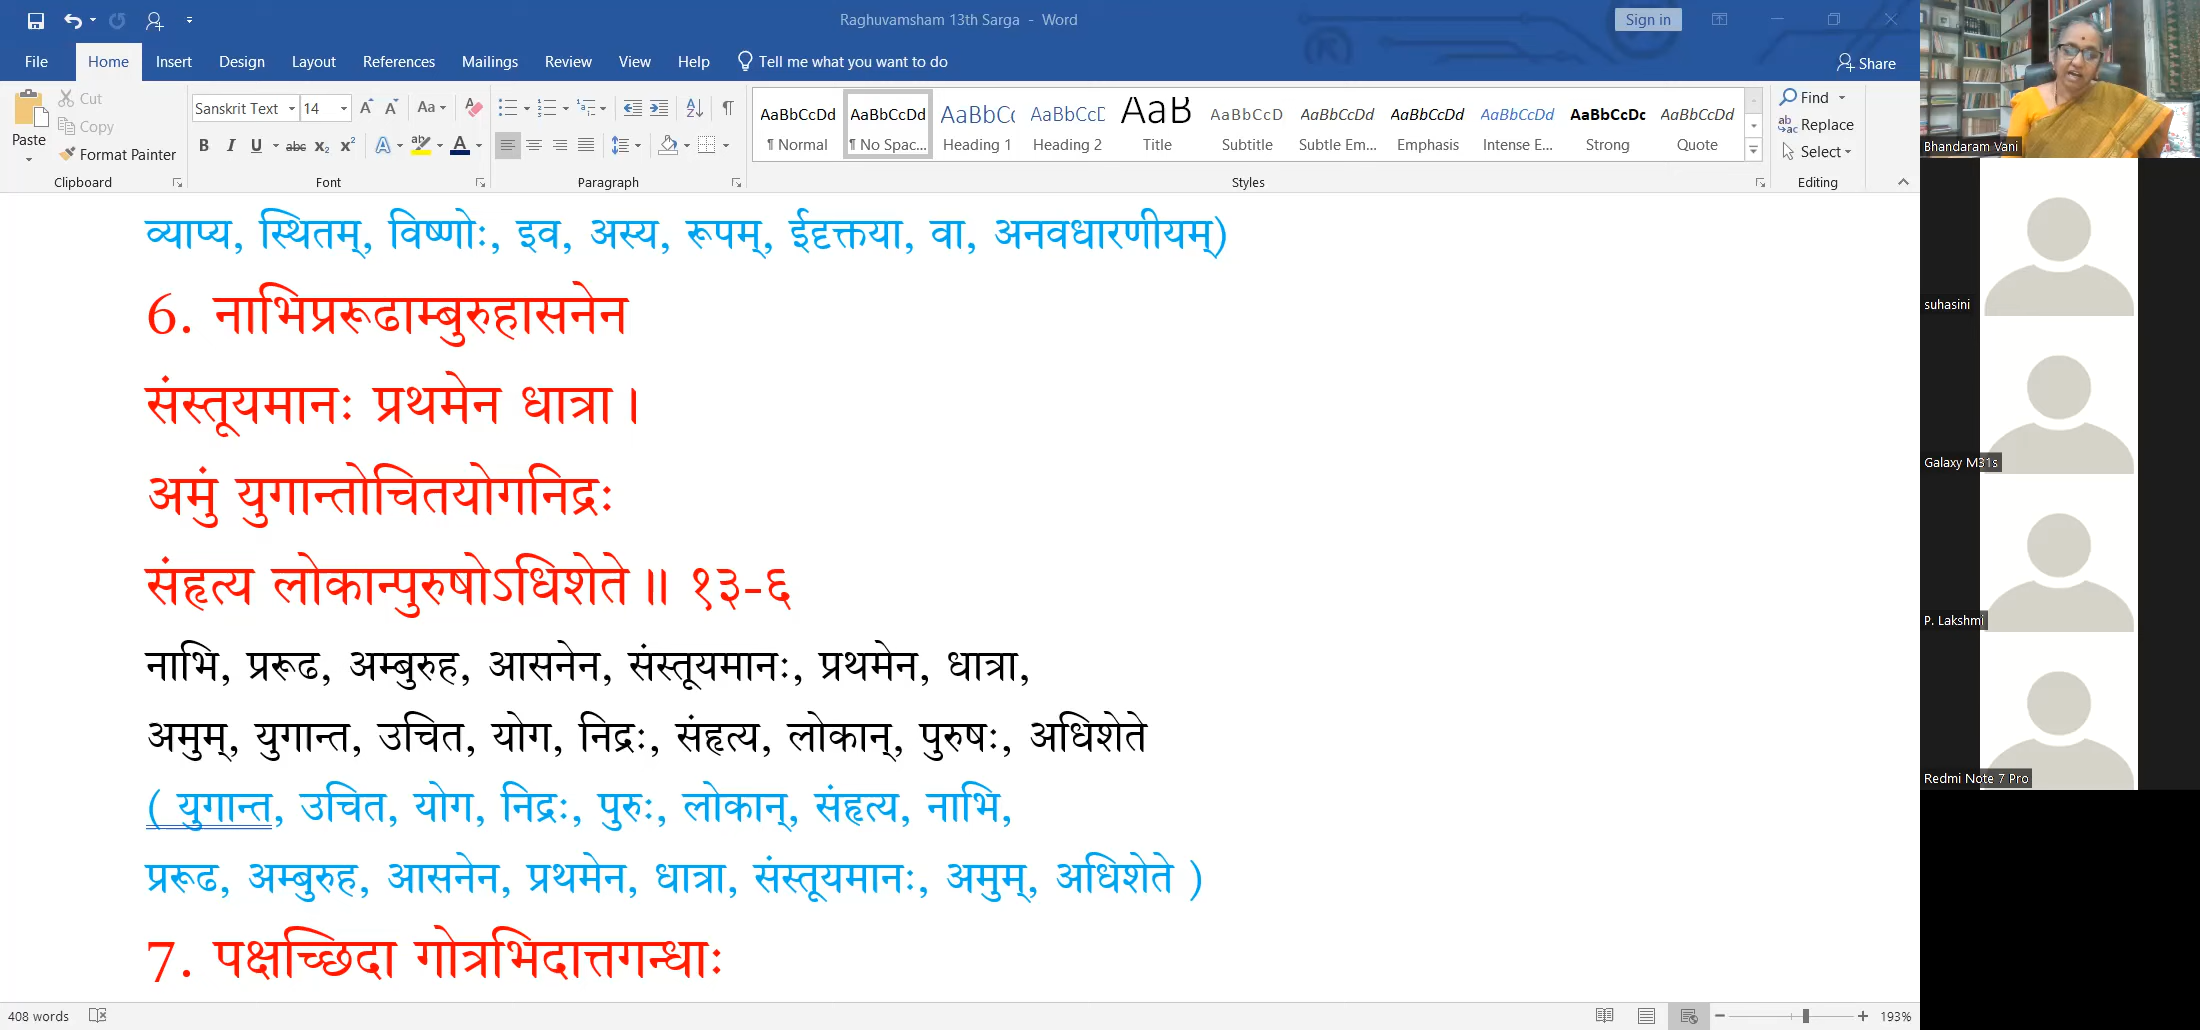 Raghuvamsham 13th Sarga - Word
Sign in
File Home Insert Design Layout References Mailings Review View Help Tell me what you want to do
Share
Paste
Cut
Copy
Format Painter
Clipboard
Sanskrit Text 14
Font
Paragraph
AaBbCcDd AaBbCcDd AaBbCc AaBbCcD AaB AaBbCcD AaBbCcDd AaBbCcDd AaBbCcDd AaBbCcDc AaBbCcDd
¶ Normal ¶ No Spac... Heading 1 Heading 2 Title Subtitle Subtle Em... Emphasis Intense E... Strong Quote
Styles
Find
Replace
Select
Editing
व्याप्य, स्थितम्, विष्णोः, इव, अस्य, रूपम्, ईदृक्तया, वा, अनवधारणीयम्)
6. नाभिप्ररूढाम्बुरुहासनेन
संस्तूयमानः प्रथमेन धात्रा ।
अमुं युगान्तोचितयोगनिद्रः
संहृत्य लोकान्पुरुषोऽधिशेते ॥ १३-६
नाभि, प्ररूढ, अम्बुरुह, आसनेन, संस्तूयमानः, प्रथमेन, धात्रा,
अमुम्, युगान्त, उचित, योग, निद्रः, संहृत्य, लोकान्, पुरुषः, अधिशेते
( युगान्त, उचित, योग, निद्रः, पुरुः, लोकान्, संहृत्य, नाभि,
प्ररूढ, अम्बुरुह, आसनेन, प्रथमेन, धात्रा, संस्तूयमानः, अमुम्, अधिशेते )
7. पक्षच्छिदा गोत्रभिदात्तगन्धाः
408 words
193%
Bhandaram Vani
suhasini
Galaxy M31s
P. Lakshmi
Redmi Note 7 Pro